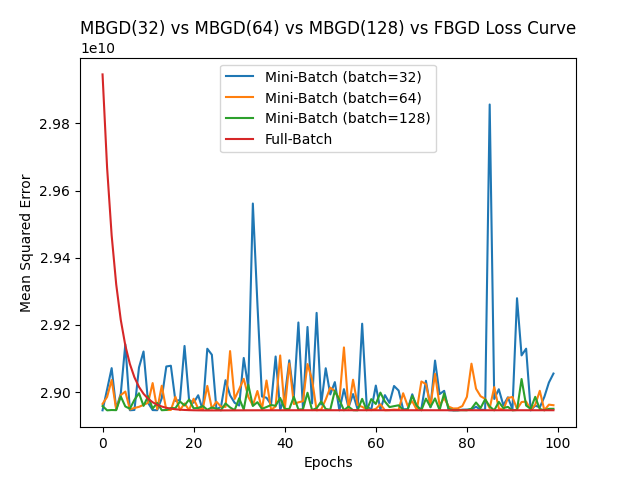 MBGD(32) vs MBGD(64) vs MBGD(128) vs FBGD Loss Curve
1e10
Mini-Batch (batch=32)
Mini-Batch (batch=64)
Mini-Batch (batch=128)
Full-Batch
2.98
2.96
2.94
2.92
2.90
Mean Squared Error
0 20 40 60 80 100
Epochs